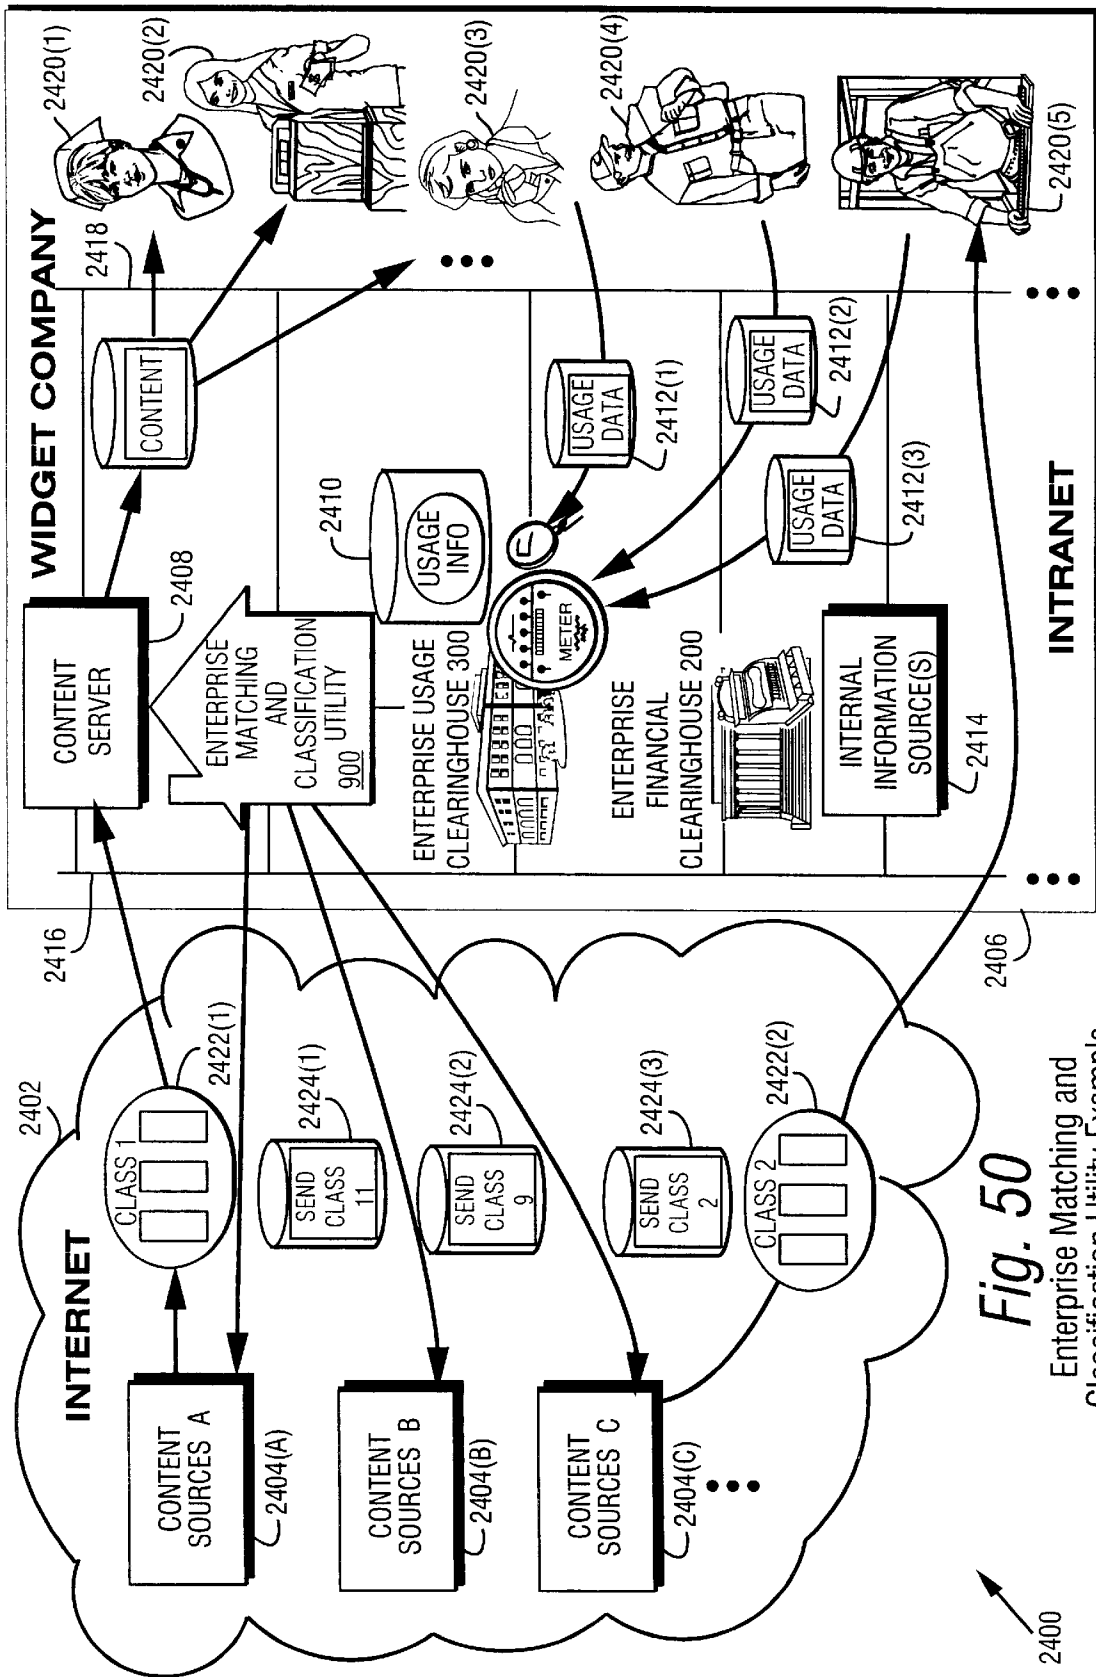 INTERNET
2402
CONTENT
SOURCES A
2404(A)
CLASS 1
2422(1)
CONTENT
SOURCES B
2404(B)
SEND
CLASS
11
2424(1)
SEND
CLASS
9
2424(2)
CONTENT
SOURCES C
2404(C)
SEND
CLASS
2
2424(3)
CLASS 2
2422(2)
2400
Fig. 50
Enterprise Matching and
Classification Utility Example
WIDGET COMPANY
2416
2418
CONTENT
SERVER
2408
CONTENT
2420(1)
2420(2)
2420(3)
2420(4)
2420(5)
ENTERPRISE
MATCHING
AND
CLASSIFICATION
UTILITY
900
USAGE
INFO
2410
ENTERPRISE USAGE
CLEARINGHOUSE 300
METER
USAGE
DATA
2412(1)
USAGE
DATA
2412(2)
USAGE
DATA
2412(3)
ENTERPRISE
FINANCIAL
CLEARINGHOUSE 200
INTERNAL
INFORMATION
SOURCE(S)
2414
INTRANET
2406